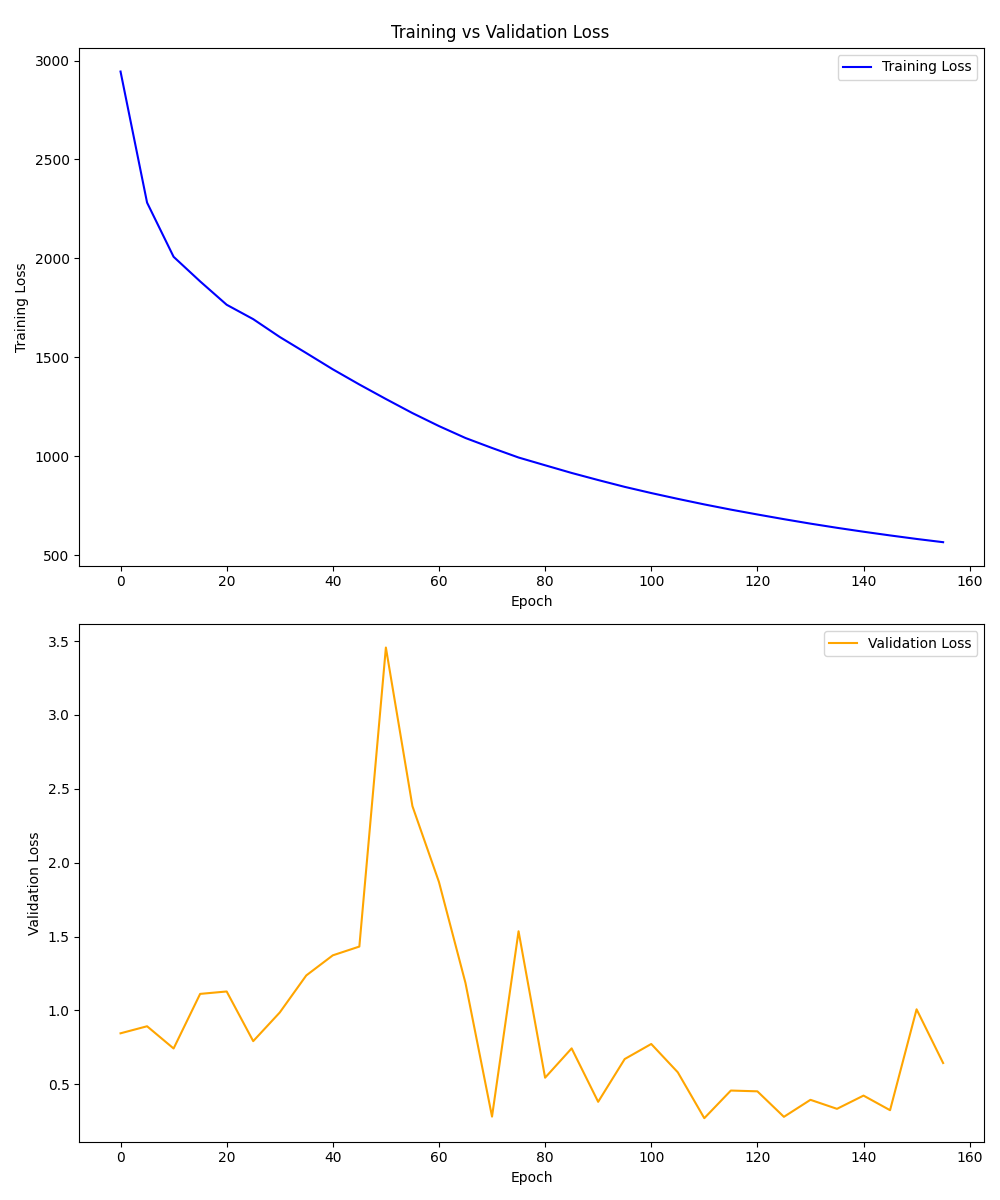 Training vs Validation Loss
Training Loss
3000
2500
2000
1500
1000
500
Training Loss
0 20 40 60 80 100 120 140 160
Epoch
Validation Loss
3.5
3.0
2.5
2.0
1.5
1.0
0.5
Validation Loss
0 20 40 60 80 100 120 140 160
Epoch